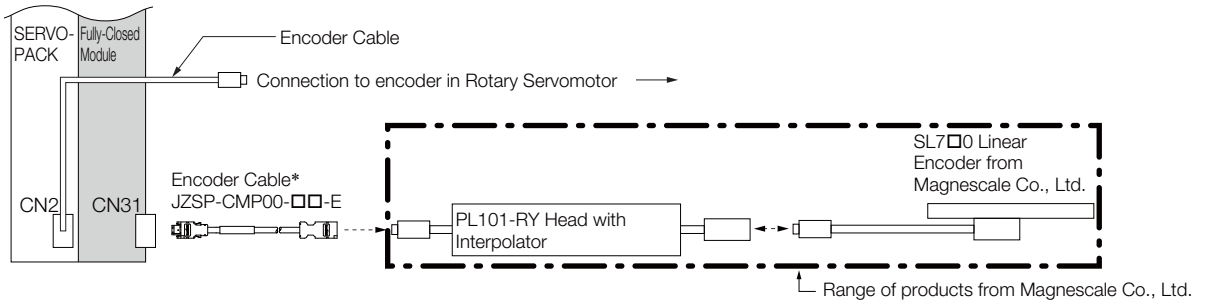 SERVO-
PACK
Fully-Closed
Module
Encoder Cable
Connection to encoder in Rotary Servomotor
SL7□0 Linear
Encoder from
Magnescale Co., Ltd.
Encoder Cable*
JZSP-CMP00-□□-E
CN2
CN31
PL101-RY Head with
Interpolator
Range of products from Magnescale Co., Ltd.